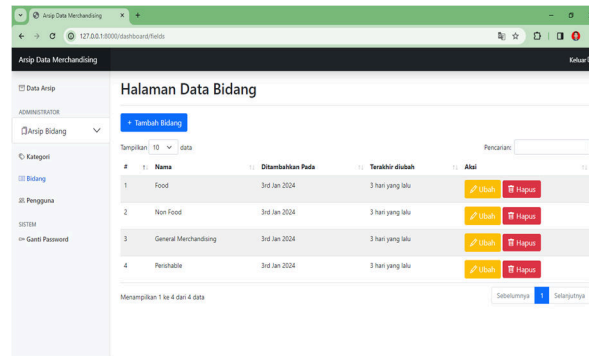 Arsip Data Merchandising
127.0.0.1:8000/dashboard/fields
Arsip Data Merchandising
Keluar
Data Arsip
ADMINISTRATOR
Arsip Bidang
Kategori
Bidang
Pengguna
SISTEM
Ganti Password
Halaman Data Bidang
+ Tambah Bidang
Tampilkan 10 data
Pencarian:
# Nama Ditambahkan Pada Terakhir diubah Aksi
1 Food 3rd Jan 2024 3 hari yang lalu Ubah Hapus
2 Non Food 3rd Jan 2024 3 hari yang lalu Ubah Hapus
3 General Merchandising 3rd Jan 2024 3 hari yang lalu Ubah Hapus
4 Perishable 3rd Jan 2024 3 hari yang lalu Ubah Hapus
Menampilkan 1 ke 4 dari 4 data
Sebelumnya 1 Selanjutnya